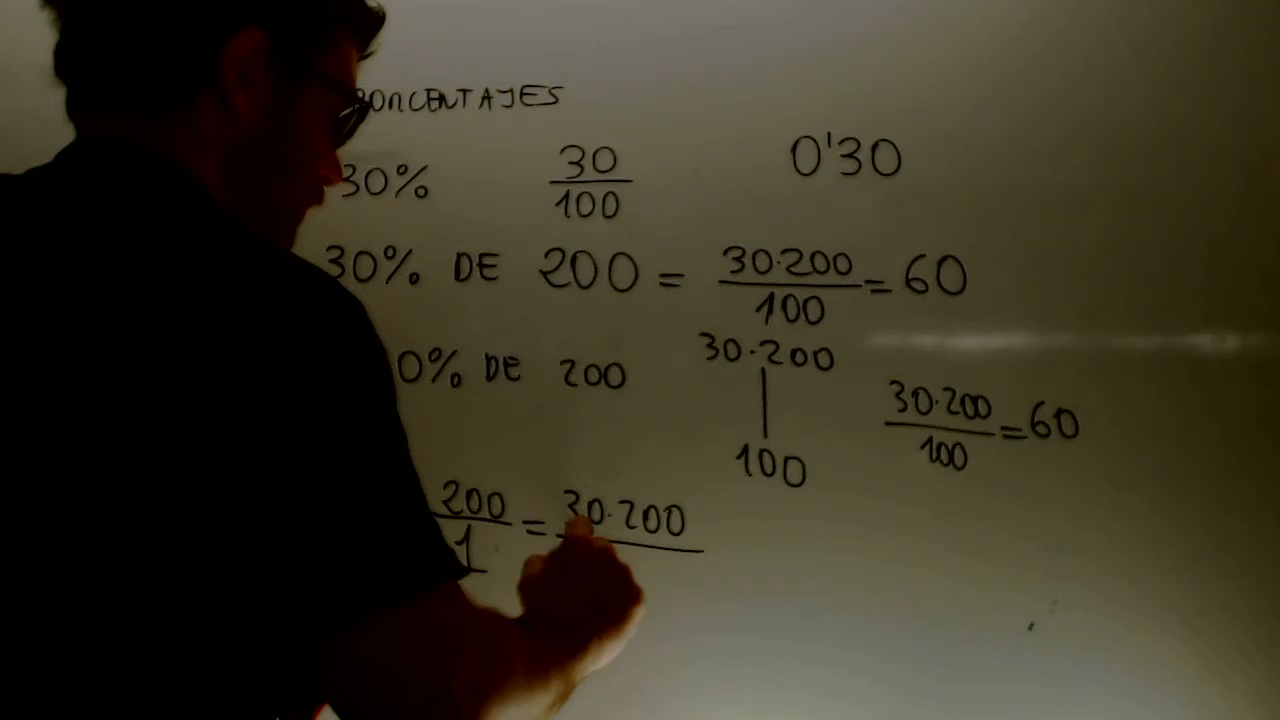 PORCENTAJES
30% 30/100 0'30
30% DE 200 = 30·200/100 = 60
0% DE 200 30·200 | 100 30·200/100 = 60
200/1 = 30·200